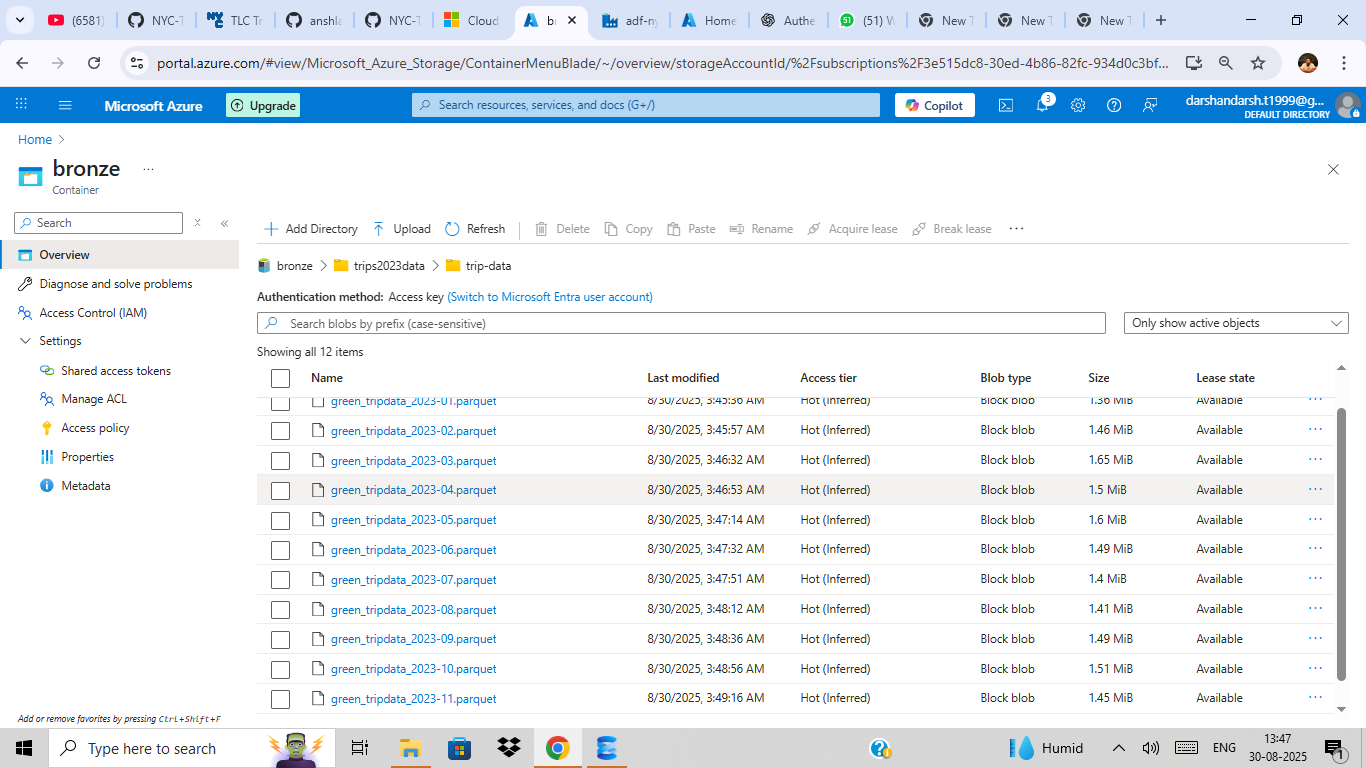 (6581) NYC-T TLC Tr anshla NYC-T Cloud br adf-ny Home Authe (51) W New T New T New T
portal.azure.com/#view/Microsoft_Azure_Storage/ContainerMenuBlade/~/overview/storageAccountId/%2Fsubscriptions%2F3e515dc8-30ed-4b86-82fc-934d0c3bf...
Microsoft Azure Upgrade Search resources, services, and docs (G+/) Copilot 3 darshandarsh.t1999@g...
DEFAULT DIRECTORY
Home >
bronze ...
Container
Search
Overview
Diagnose and solve problems
Access Control (IAM)
Settings
Shared access tokens
Manage ACL
Access policy
Properties
Metadata
Add or remove favorites by pressing Ctrl+Shift+F
Add Directory Upload Refresh Delete Copy Paste Rename Acquire lease Break lease ...
bronze > trips2023data > trip-data
Authentication method: Access key (Switch to Microsoft Entra user account)
Search blobs by prefix (case-sensitive) Only show active objects
Showing all 12 items
Name Last modified Access tier Blob type Size Lease state
green_tripdata_2023-01.parquet 8/30/2025, 3:45:36 AM Hot (Inferred) Block blob 1.36 MiB Available ...
green_tripdata_2023-02.parquet 8/30/2025, 3:45:57 AM Hot (Inferred) Block blob 1.46 MiB Available ...
green_tripdata_2023-03.parquet 8/30/2025, 3:46:32 AM Hot (Inferred) Block blob 1.65 MiB Available ...
green_tripdata_2023-04.parquet 8/30/2025, 3:46:53 AM Hot (Inferred) Block blob 1.5 MiB Available ...
green_tripdata_2023-05.parquet 8/30/2025, 3:47:14 AM Hot (Inferred) Block blob 1.6 MiB Available ...
green_tripdata_2023-06.parquet 8/30/2025, 3:47:32 AM Hot (Inferred) Block blob 1.49 MiB Available ...
green_tripdata_2023-07.parquet 8/30/2025, 3:47:51 AM Hot (Inferred) Block blob 1.4 MiB Available ...
green_tripdata_2023-08.parquet 8/30/2025, 3:48:12 AM Hot (Inferred) Block blob 1.41 MiB Available ...
green_tripdata_2023-09.parquet 8/30/2025, 3:48:36 AM Hot (Inferred) Block blob 1.49 MiB Available ...
green_tripdata_2023-10.parquet 8/30/2025, 3:48:56 AM Hot (Inferred) Block blob 1.51 MiB Available ...
green_tripdata_2023-11.parquet 8/30/2025, 3:49:16 AM Hot (Inferred) Block blob 1.45 MiB Available ...
Type here to search Humid ENG 13:47
30-08-2025 1